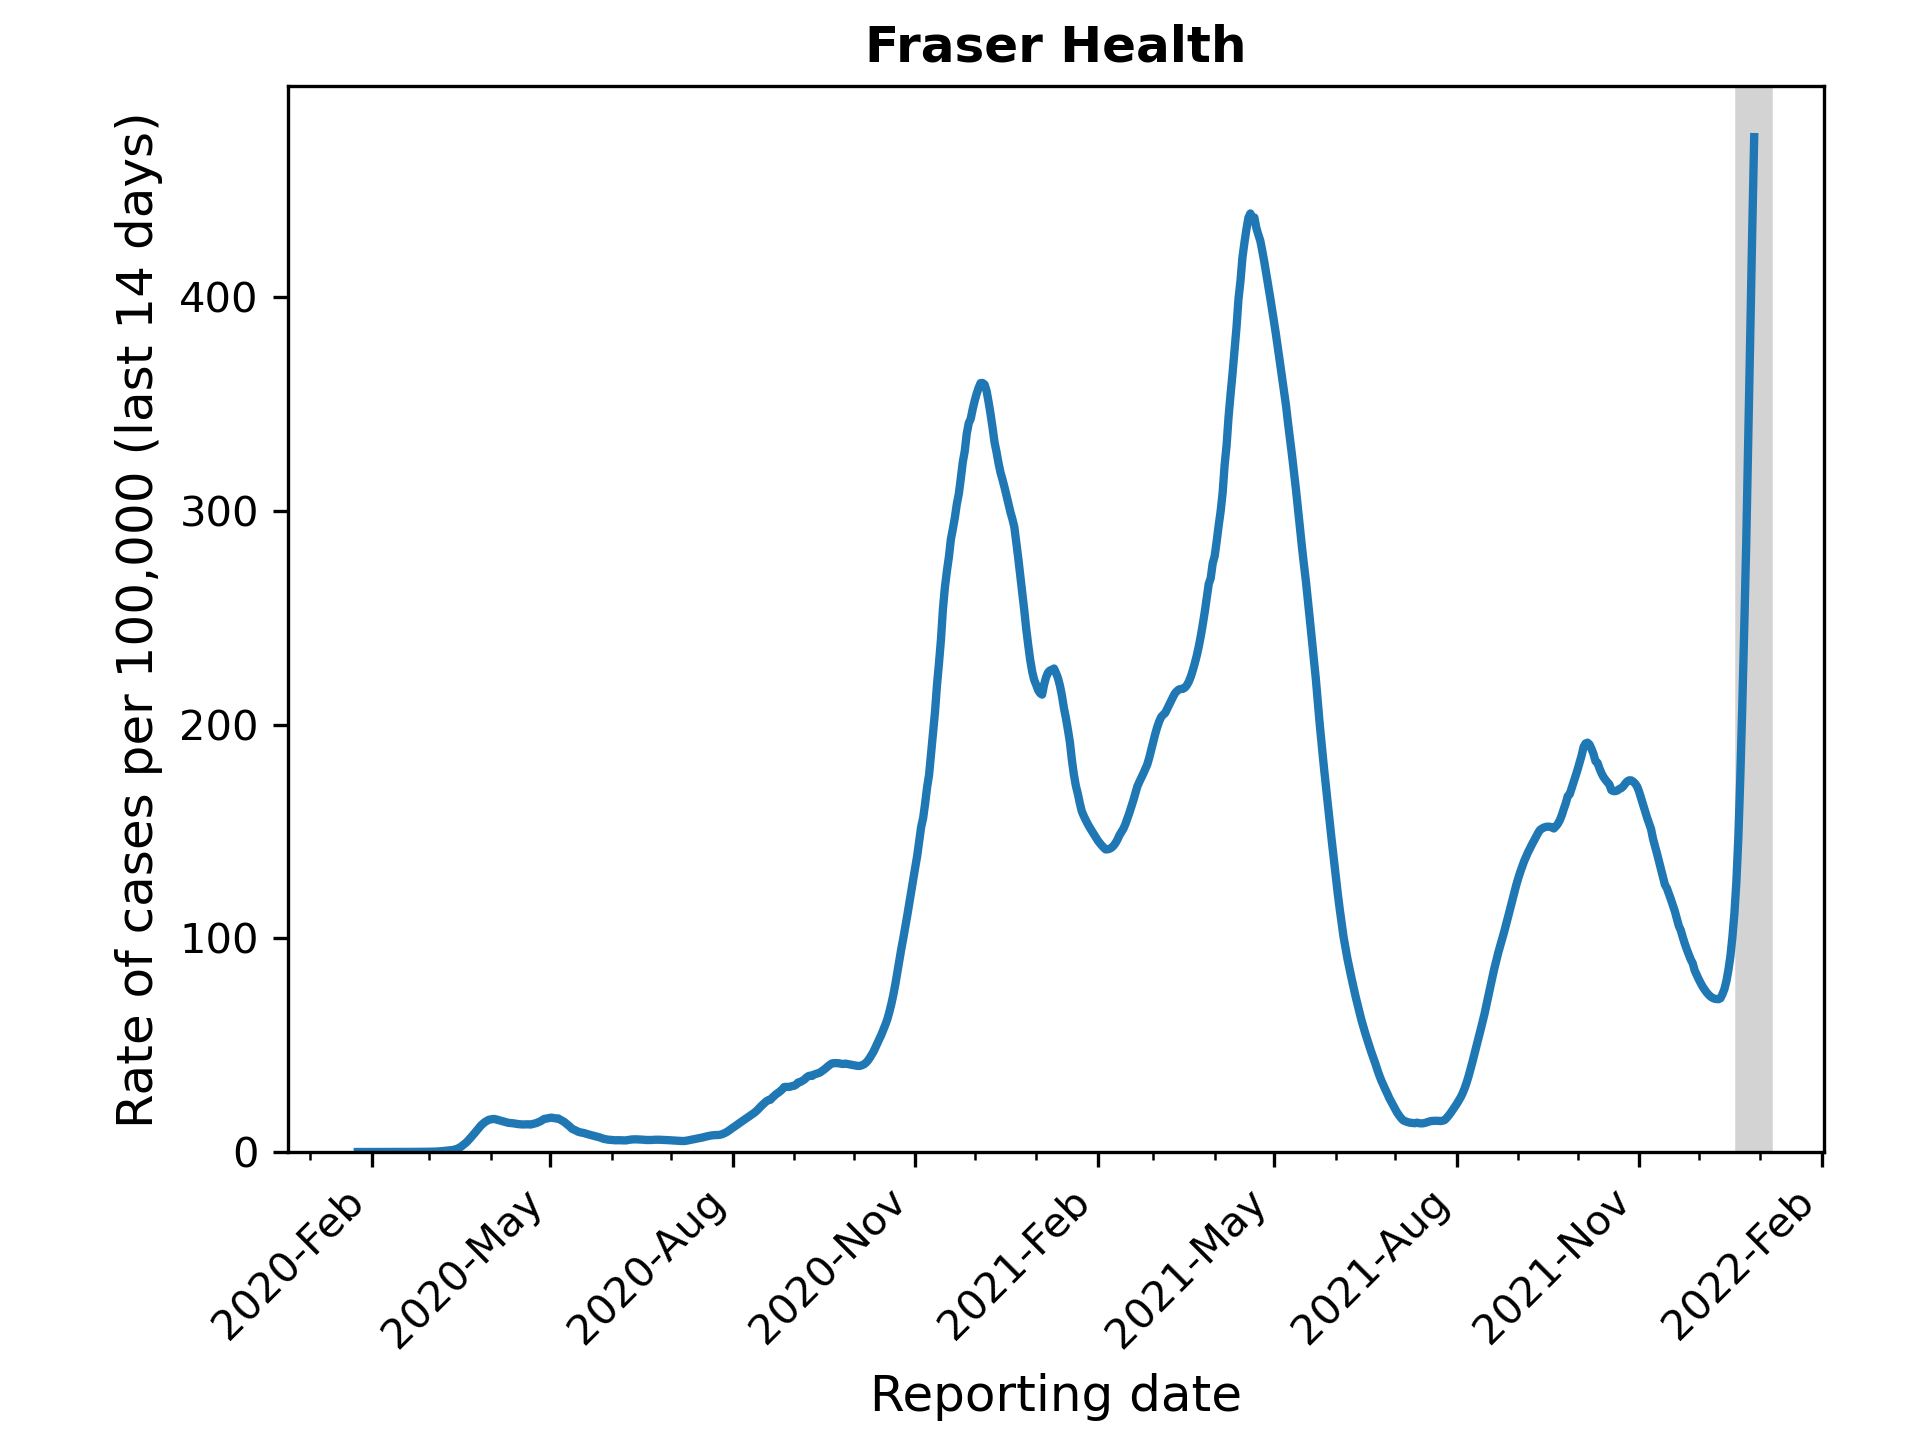 Fraser Health
Rate of cases per 100,000 (last 14 days)
400
300
200
100
0
2020-Feb
2020-May
2020-Aug
2020-Nov
2021-Feb
2021-May
2021-Aug
2021-Nov
2022-Feb
Reporting date